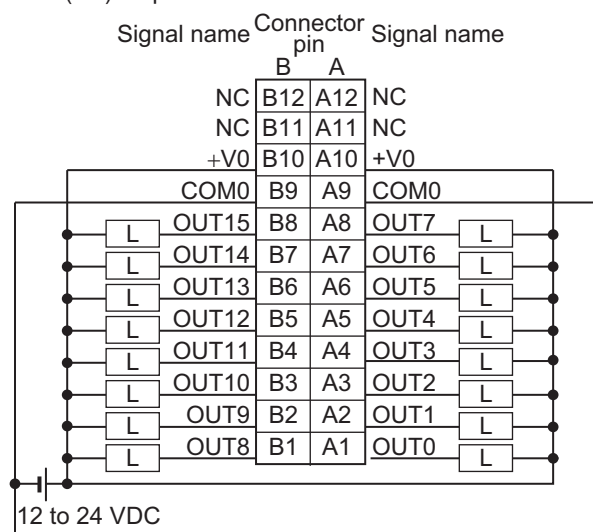 Signal name Connector pin Signal name
B A
NC B12 A12 NC
NC B11 A11 NC
+V0 B10 A10 +V0
COM0 B9 A9 COM0
L OUT15 B8 A8 OUT7 L
L OUT14 B7 A7 OUT6 L
L OUT13 B6 A6 OUT5 L
L OUT12 B5 A5 OUT4 L
L OUT11 B4 A4 OUT3 L
L OUT10 B3 A3 OUT2 L
L OUT9 B2 A2 OUT1 L
L OUT8 B1 A1 OUT0 L
12 to 24 VDC